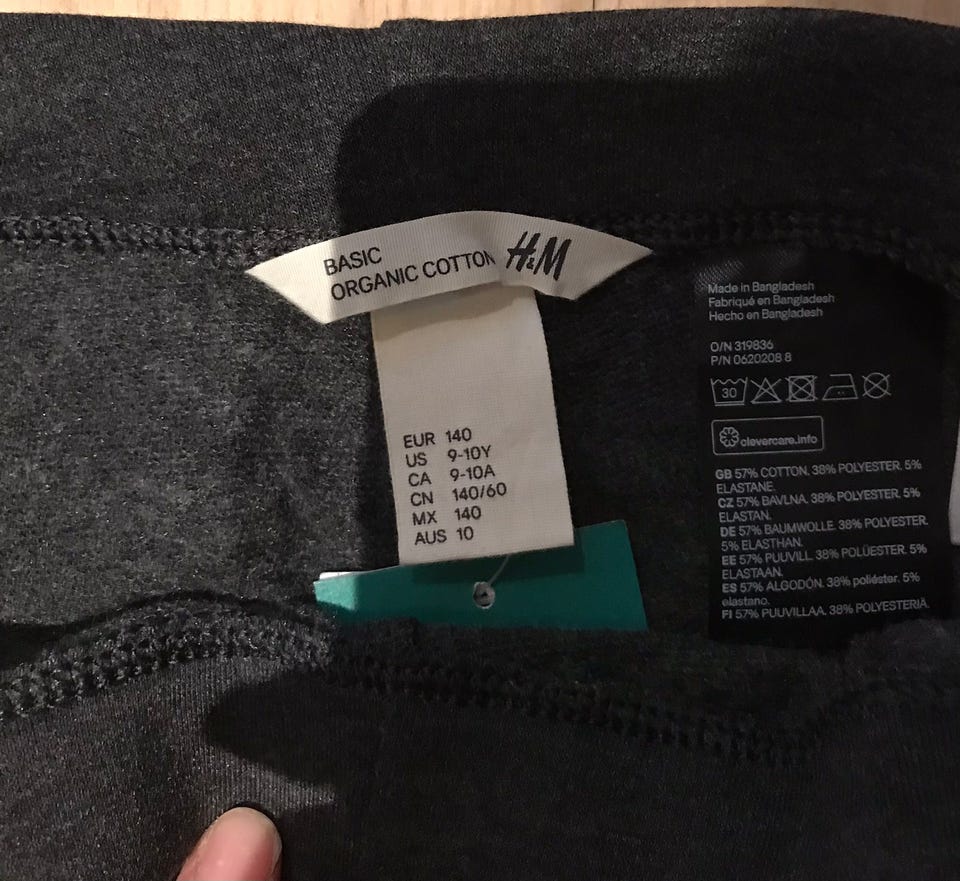 BASIC
ORGANIC COTTON
H&M
EUR 140
US 9-10Y
CA 9-10A
CN 140/60
MX 140
AUS 10
Made in Bangladesh
Fabriqué en Bangladesh
Hecho en Bangladesh
O/N 319836
P/N 0620208 8
30
clevercare.info
GB 57% COTTON. 38% POLYESTER. 5%
ELASTANE.
CZ 57% BAVLNA. 38% POLYESTER. 5%
ELASTAN.
DE 57% BAUMWOLLE. 38% POLYESTER.
5% ELASTHAN.
EE 57% PUUVILL. 38% POLÜESTER. 5%
ELASTAAN.
ES 57% ALGODÓN. 38% poliéster. 5%
elastano.
FI 57% PUUVILLAA. 38% POLYESTERIÄ.